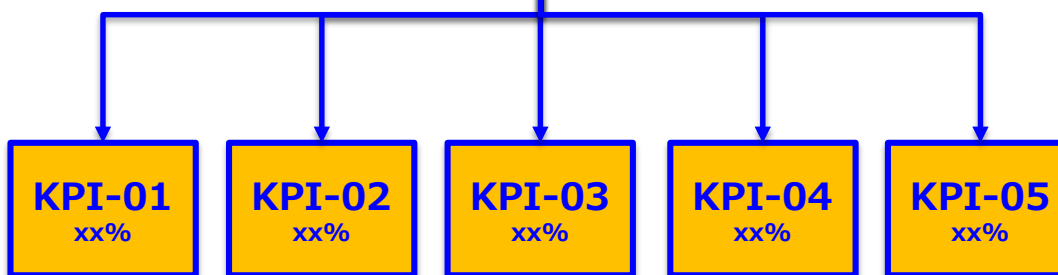 KPI-01
xx%
KPI-02
xx%
KPI-03
xx%
KPI-04
xx%
KPI-05
xx%